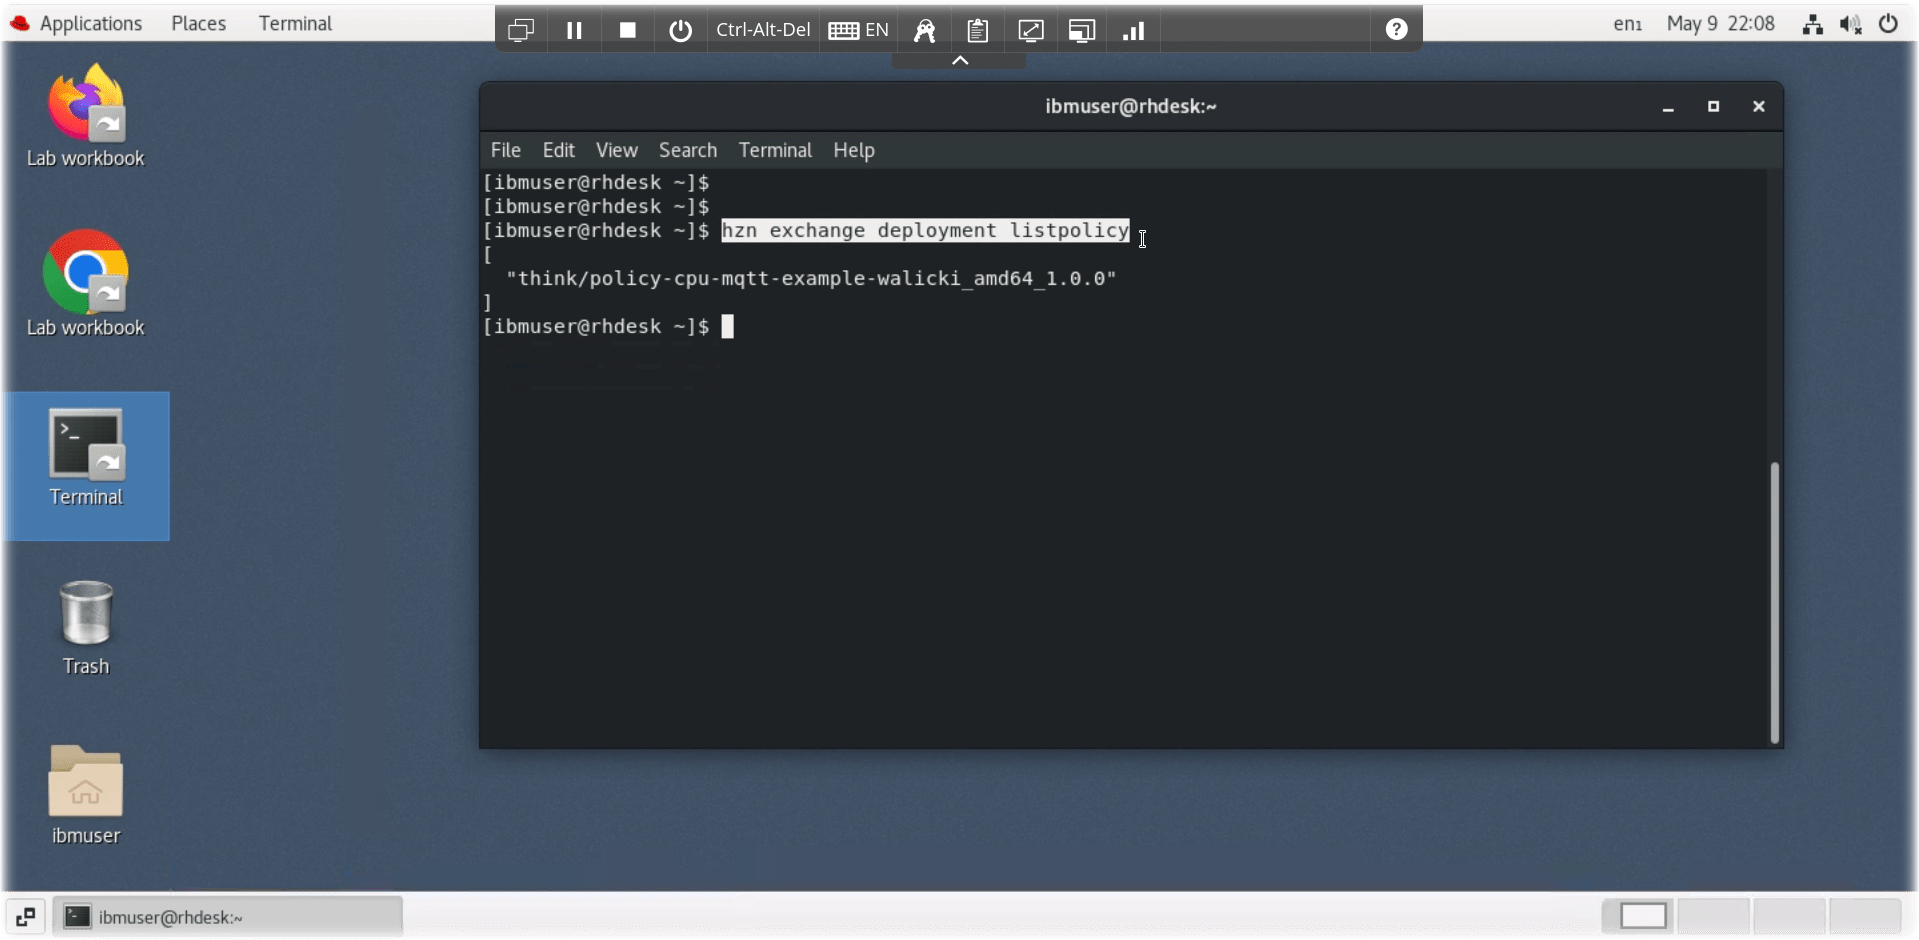 Applications Places Terminal
Ctrl-Alt-Del EN
en₁ May 9 22:08
Lab workbook
Lab workbook
Terminal
Trash
ibmuser
ibmuser@rhdesk:~
File Edit View Search Terminal Help
[ibmuser@rhdesk ~]$
[ibmuser@rhdesk ~]$
[ibmuser@rhdesk ~]$ hzn exchange deployment listpolicy
[
"think/policy-cpu-mqtt-example-walicki_amd64_1.0.0"
]
[ibmuser@rhdesk ~]$
ibmuser@rhdesk:~